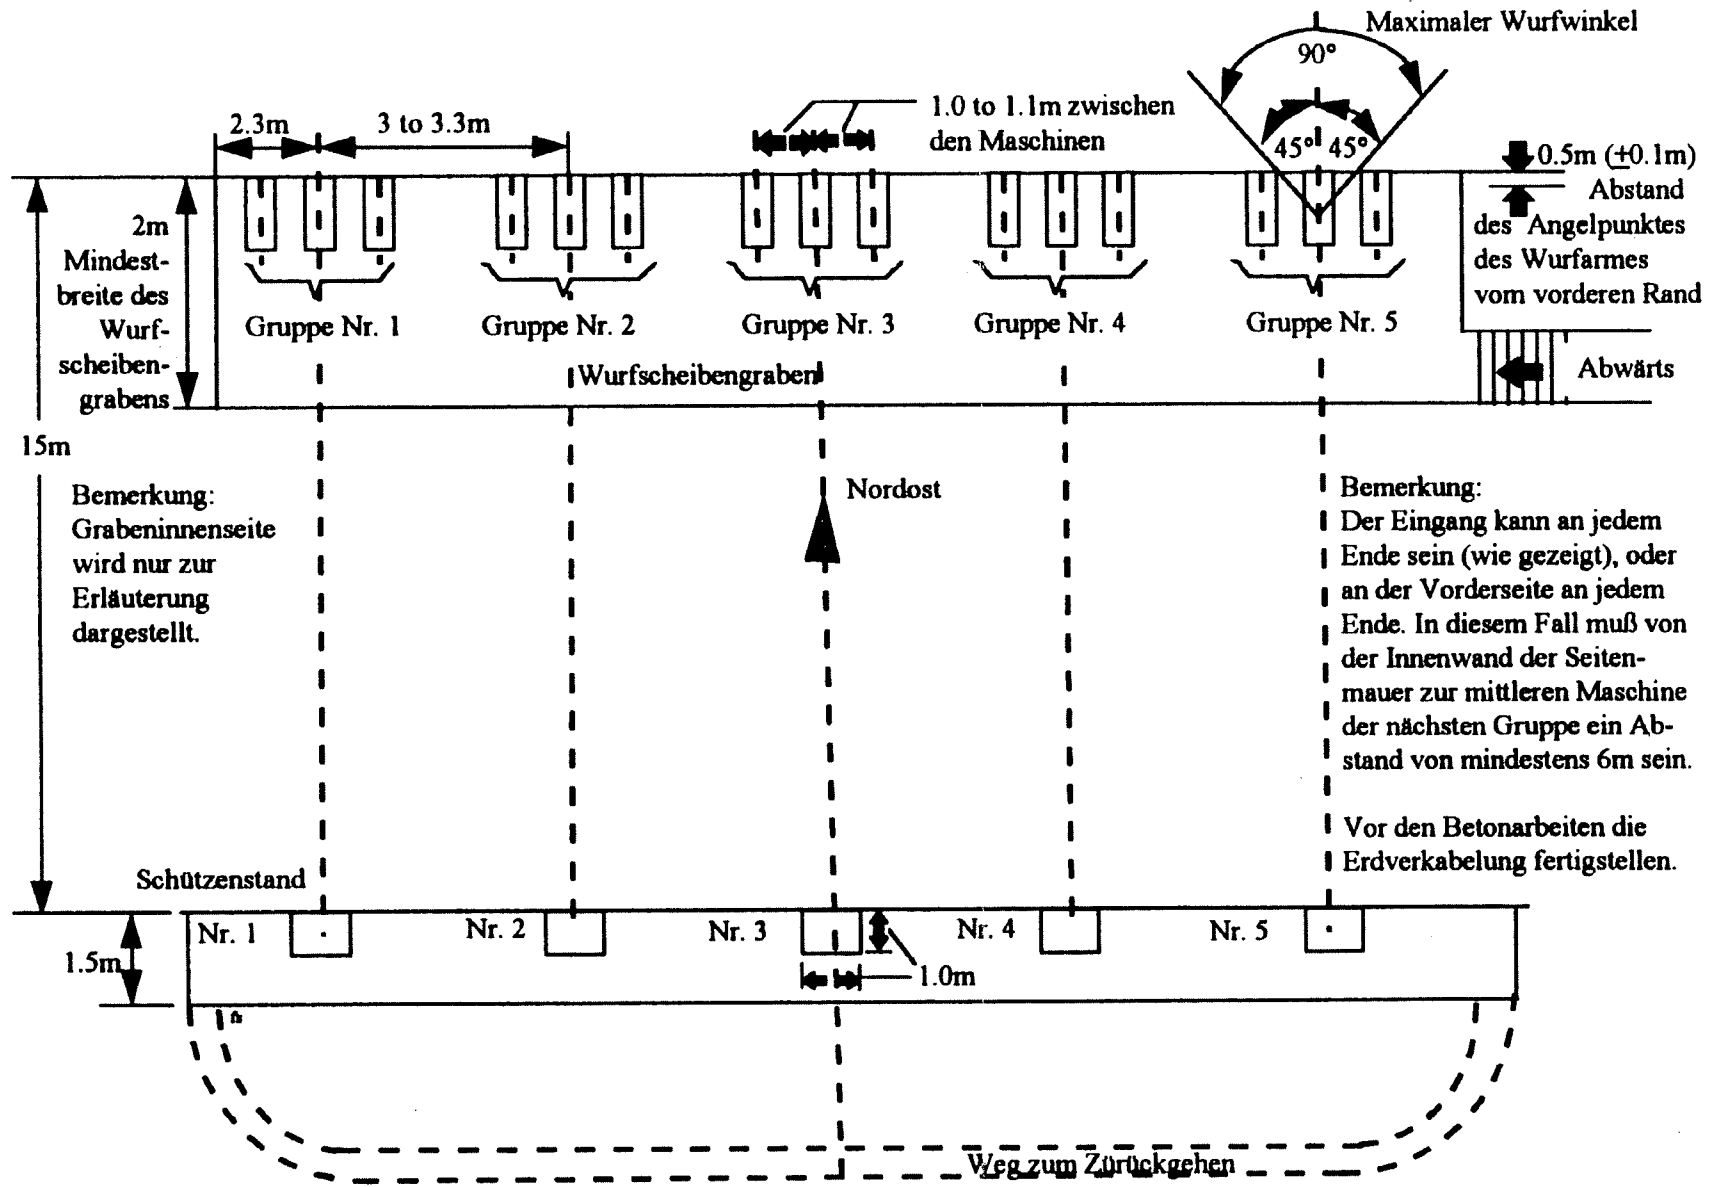 Maximaler Wurfwinkel
90°
2.3m
3 to 3.3m
1.0 to 1.1m zwischen
den Maschinen
45° 45°
0.5m (±0.1m)
Abstand
des Angelpunktes
des Wurfarmes
vom vorderen Rand
2m
Mindest-
breite des
Wurf-
scheiben-
grabens
Gruppe Nr. 1
Gruppe Nr. 2
Gruppe Nr. 3
Gruppe Nr. 4
Gruppe Nr. 5
Wurfscheibengraben
Abwärts
15m
Bemerkung:
Grabeninnenseite
wird nur zur
Erläuterung
dargestellt.
Nordost
Bemerkung:
Der Eingang kann an jedem
Ende sein (wie gezeigt), oder
an der Vorderseite an jedem
Ende. In diesem Fall muß von
der Innenwand der Seiten-
mauer zur mittleren Maschine
der nächsten Gruppe ein Ab-
stand von mindestens 6m sein.
Vor den Betonarbeiten die
Erdverkabelung fertigstellen.
Schützenstand
Nr. 1
Nr. 2
Nr. 3
Nr. 4
Nr. 5
1.5m
1.0m
Weg zum Zürückgehen